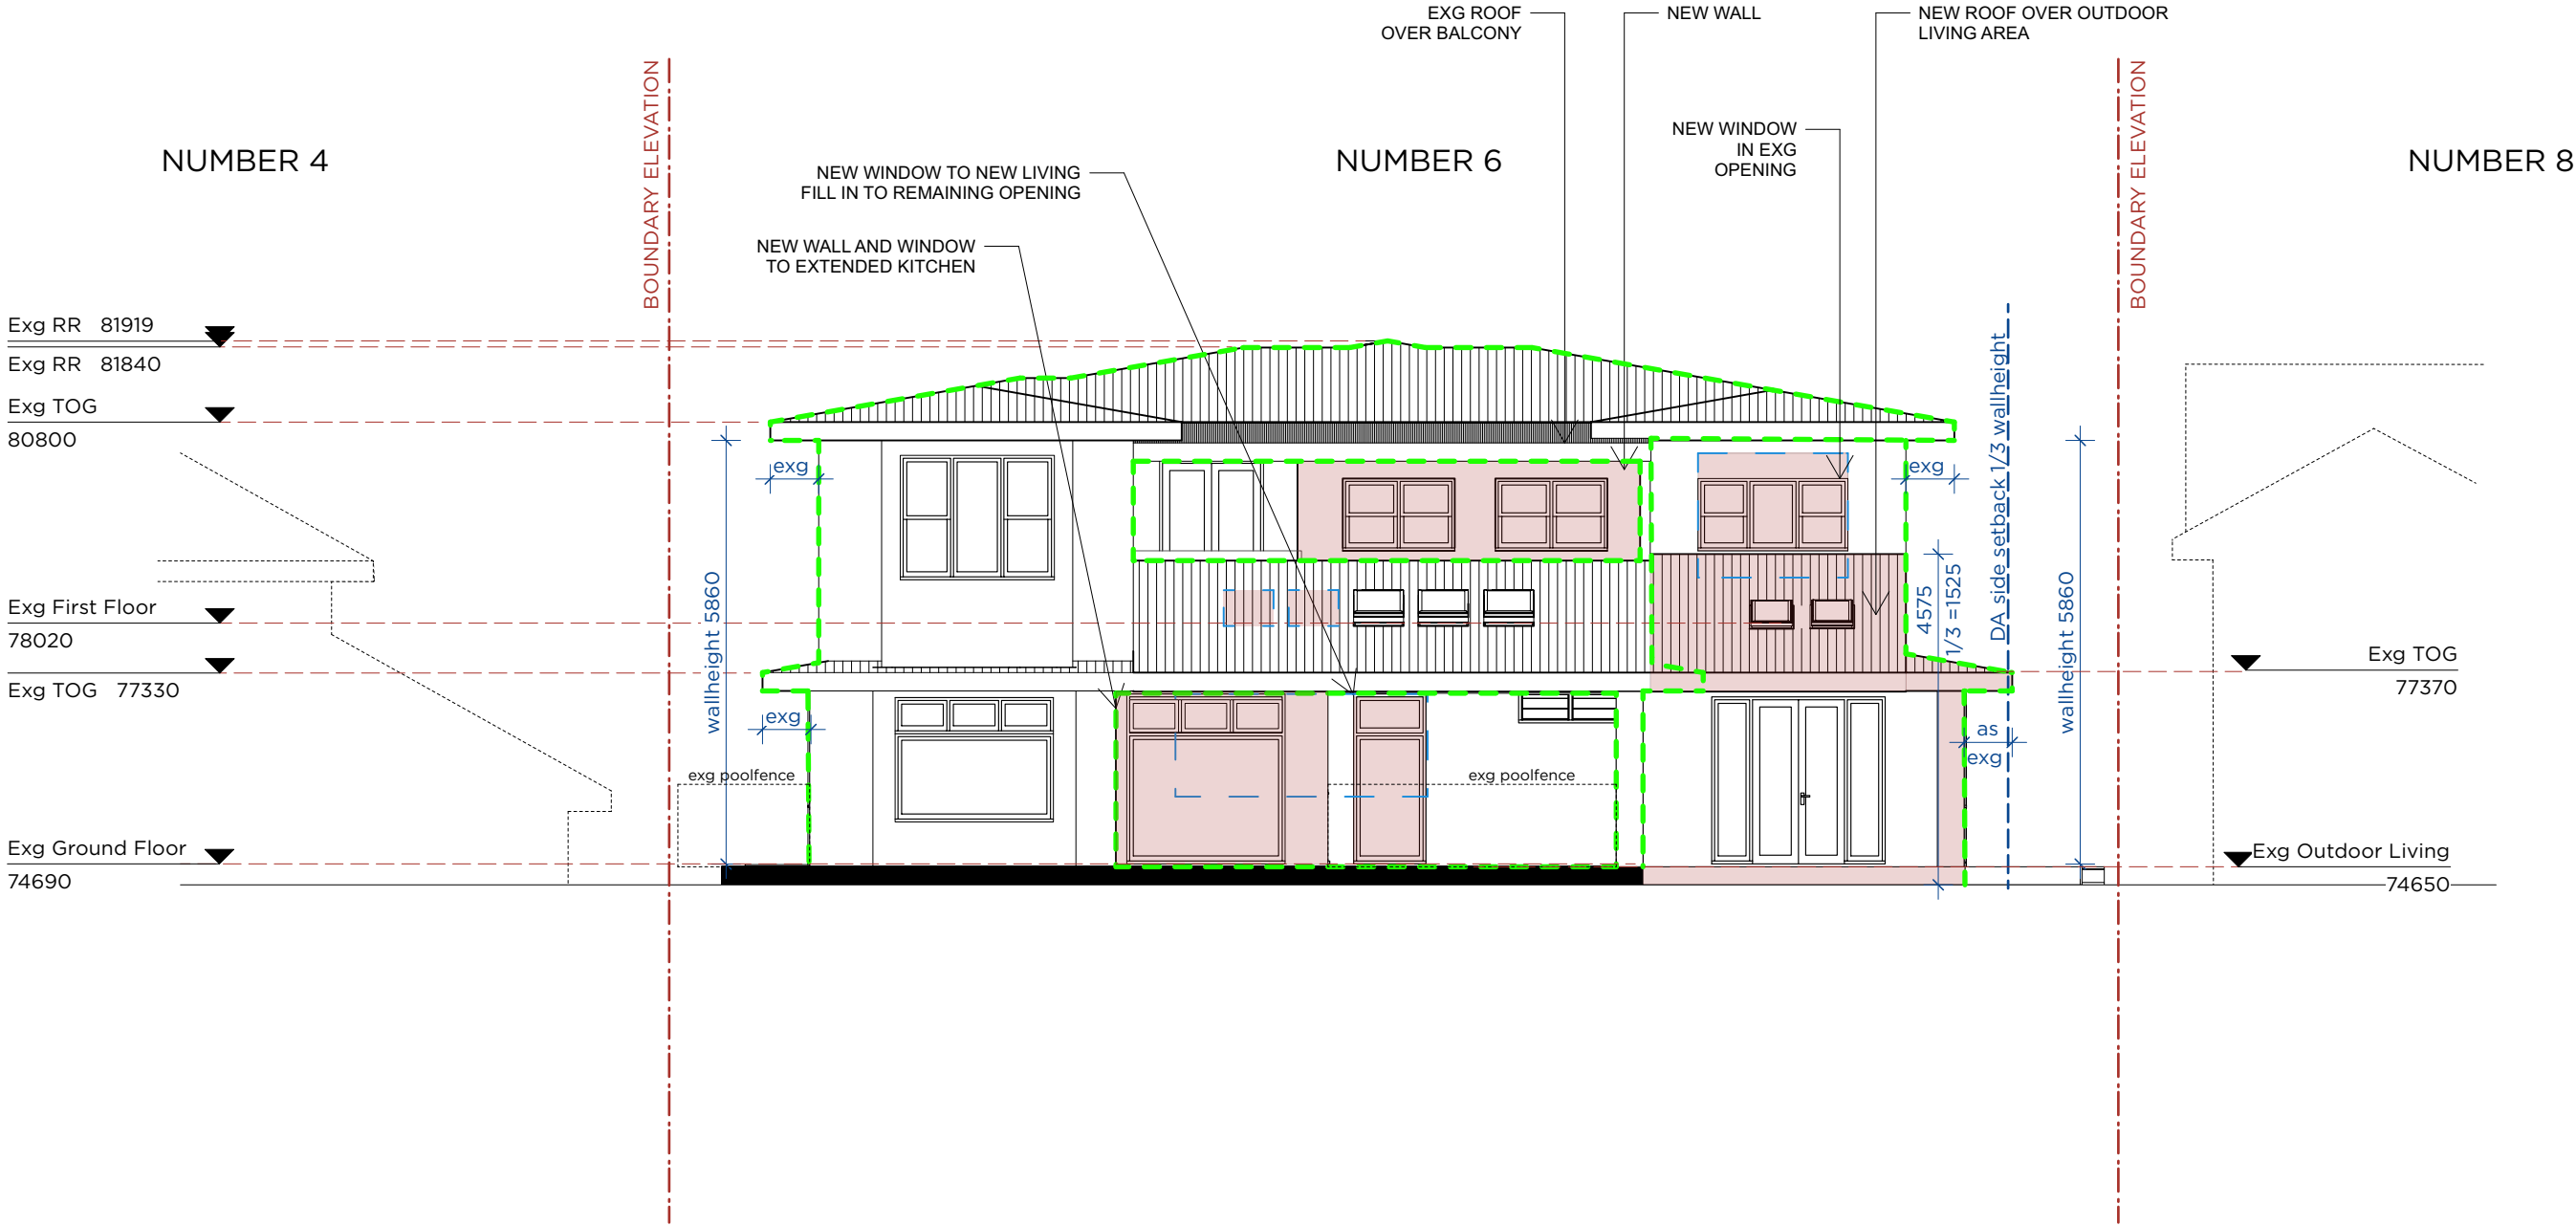 EXG ROOF
OVER BALCONY
NEW WALL
NEW ROOF OVER OUTDOOR
LIVING AREA
BOUNDARY ELEVATION
BOUNDARY ELEVATION
NUMBER 4
NUMBER 6
NUMBER 8
NEW WINDOW
IN EXG
OPENING
NEW WINDOW TO NEW LIVING
FILL IN TO REMAINING OPENING
NEW WALL AND WINDOW
TO EXTENDED KITCHEN
Exg RR 81919
Exg RR 81840
Exg TOG
80800
exg
exg
DA side setback 1/3 wallheight
wallheight 5860
4575
1/3 =1525
wallheight 5860
Exg First Floor
78020
Exg TOG 77330
Exg TOG
77370
exg
as
exg
exg poolfence
exg poolfence
Exg Ground Floor
74690
Exg Outdoor Living
74650